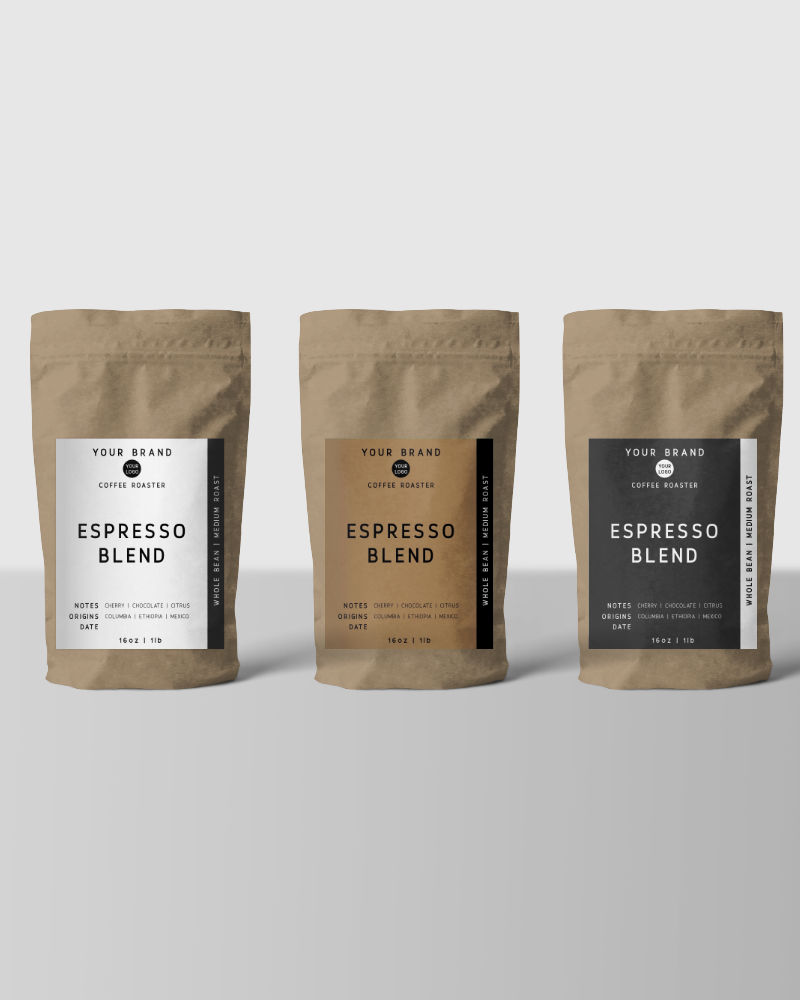 YOUR BRAND
YOUR
LOGO
COFFEE ROASTER
ESPRESSO
BLEND
NOTES CHERRY | CHOCOLATE | CITRUS
ORIGINS COLUMBIA | ETHIOPIA | MEXICO
DATE
16oz | 1lb
WHOLE BEAN | MEDIUM ROAST
YOUR BRAND
YOUR
LOGO
COFFEE ROASTER
ESPRESSO
BLEND
NOTES CHERRY | CHOCOLATE | CITRUS
ORIGINS COLUMBIA | ETHIOPIA | MEXICO
DATE
16oz | 1lb
WHOLE BEAN | MEDIUM ROAST
YOUR BRAND
YOUR
LOGO
COFFEE ROASTER
ESPRESSO
BLEND
NOTES CHERRY | CHOCOLATE | CITRUS
ORIGINS COLUMBIA | ETHIOPIA | MEXICO
DATE
16oz | 1lb
WHOLE BEAN | MEDIUM ROAST